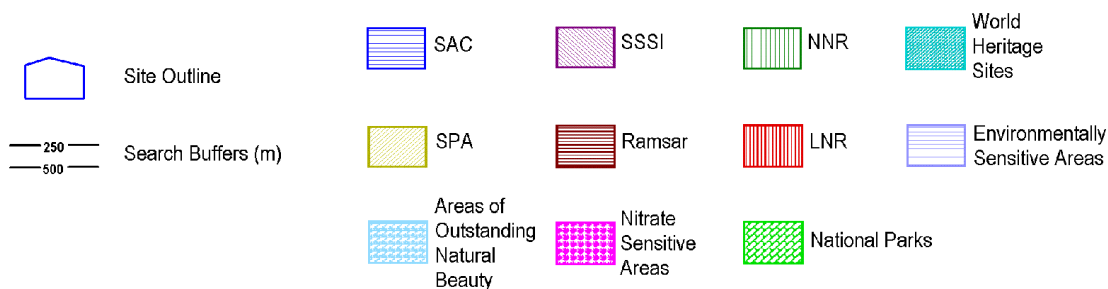 Site Outline
250
500
Search Buffers (m)
SAC
SSSI
NNR
World
Heritage
Sites
SPA
Ramsar
LNR
Environmentally
Sensitive Areas
Areas of
Outstanding
Natural
Beauty
Nitrate
Sensitive
Areas
National Parks